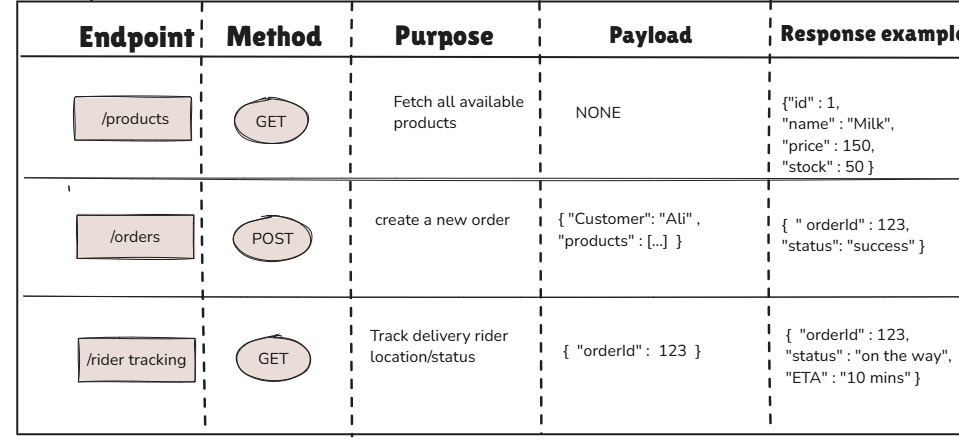 Endpoint Method Purpose Payload Response example
/products GET Fetch all available products NONE {"id" : 1,
"name" : "Milk",
"price" : 150,
"stock" : 50 }
/orders POST create a new order { "Customer": "Ali" ,
"products" : [...] } { " orderId" : 123,
"status": "success" }
/rider tracking GET Track delivery rider
location/status { "orderId" : 123 } { "orderId" : 123,
"status" : "on the way",
"ETA" : "10 mins" }